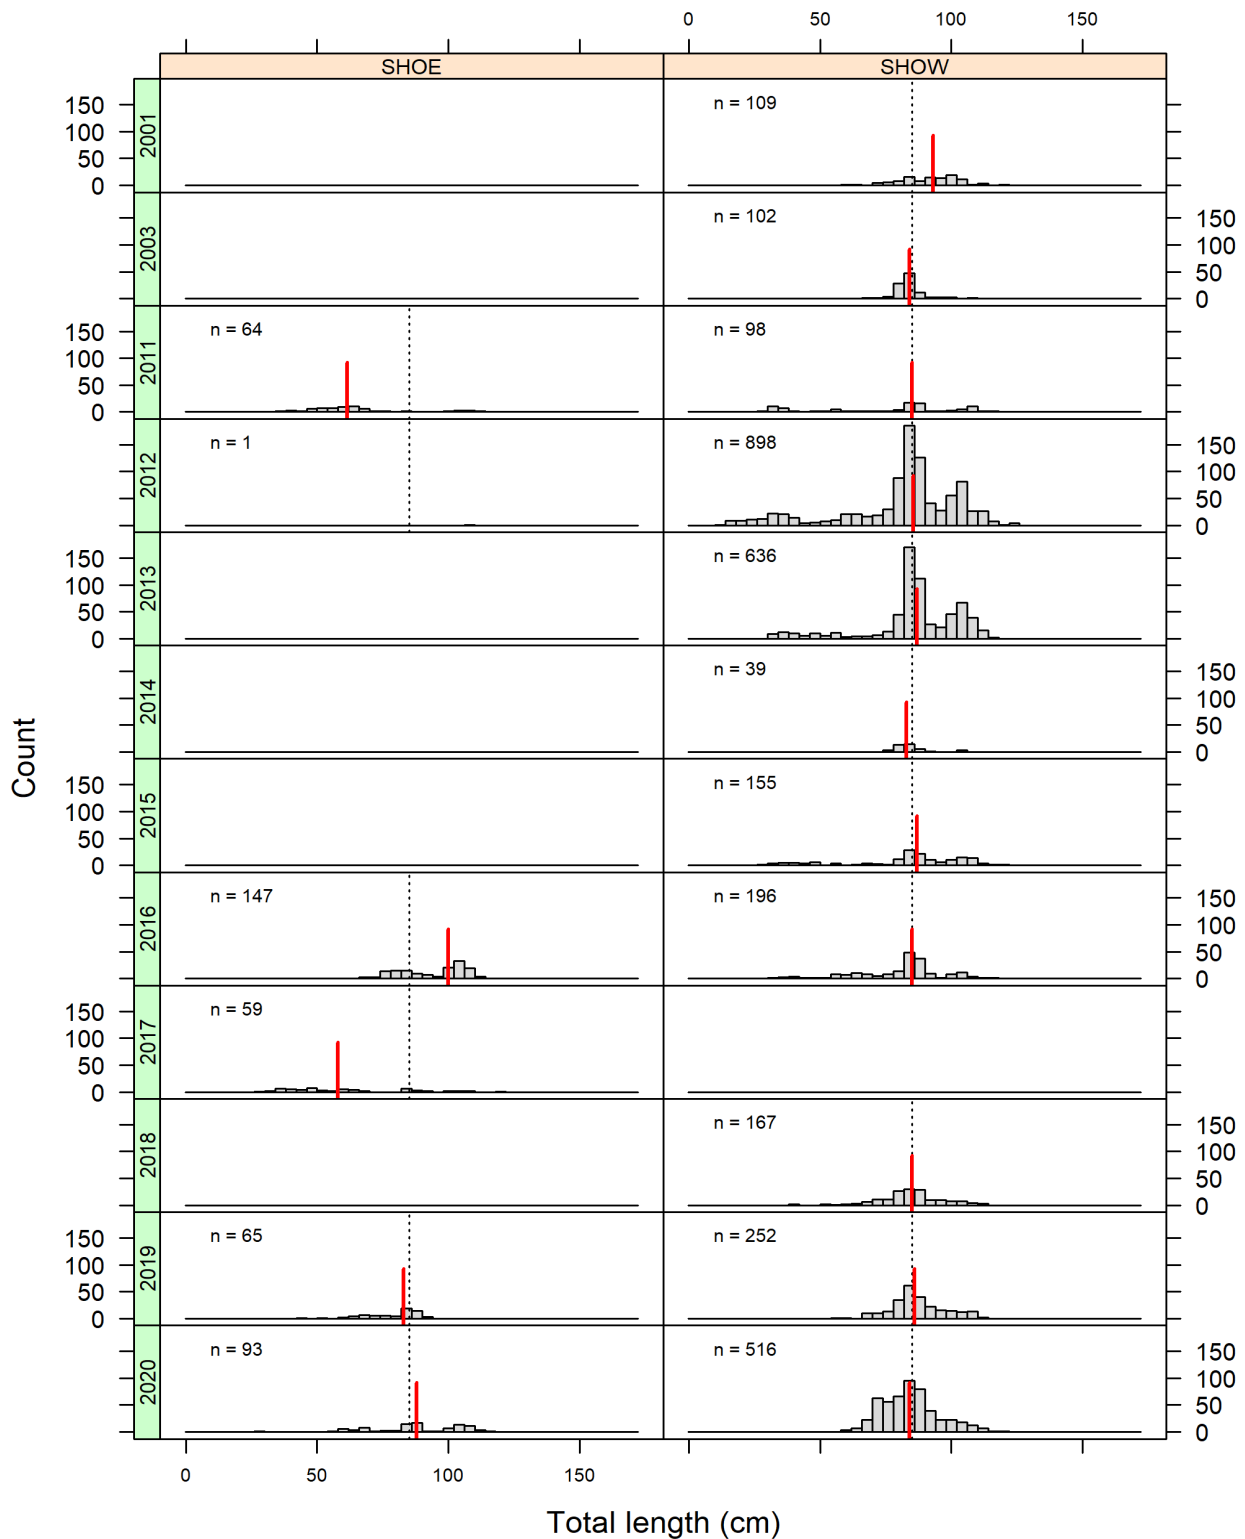 0 50 100 150
SHOE SHOW
150 100 50 0 2001 n = 109
2003 n = 102 150 100 50 0
150 100 50 0 2011 n = 64 n = 98
2012 n = 1 n = 898 150 100 50 0
150 100 50 0 2013 n = 636
2014 n = 39 150 100 50 0
150 100 50 0 2015 n = 155
2016 n = 147 n = 196 150 100 50 0
150 100 50 0 2017 n = 59
2018 n = 167 150 100 50 0
150 100 50 0 2019 n = 65 n = 252
2020 n = 93 n = 516 150 100 50 0
Count
0 50 100 150
Total length (cm)